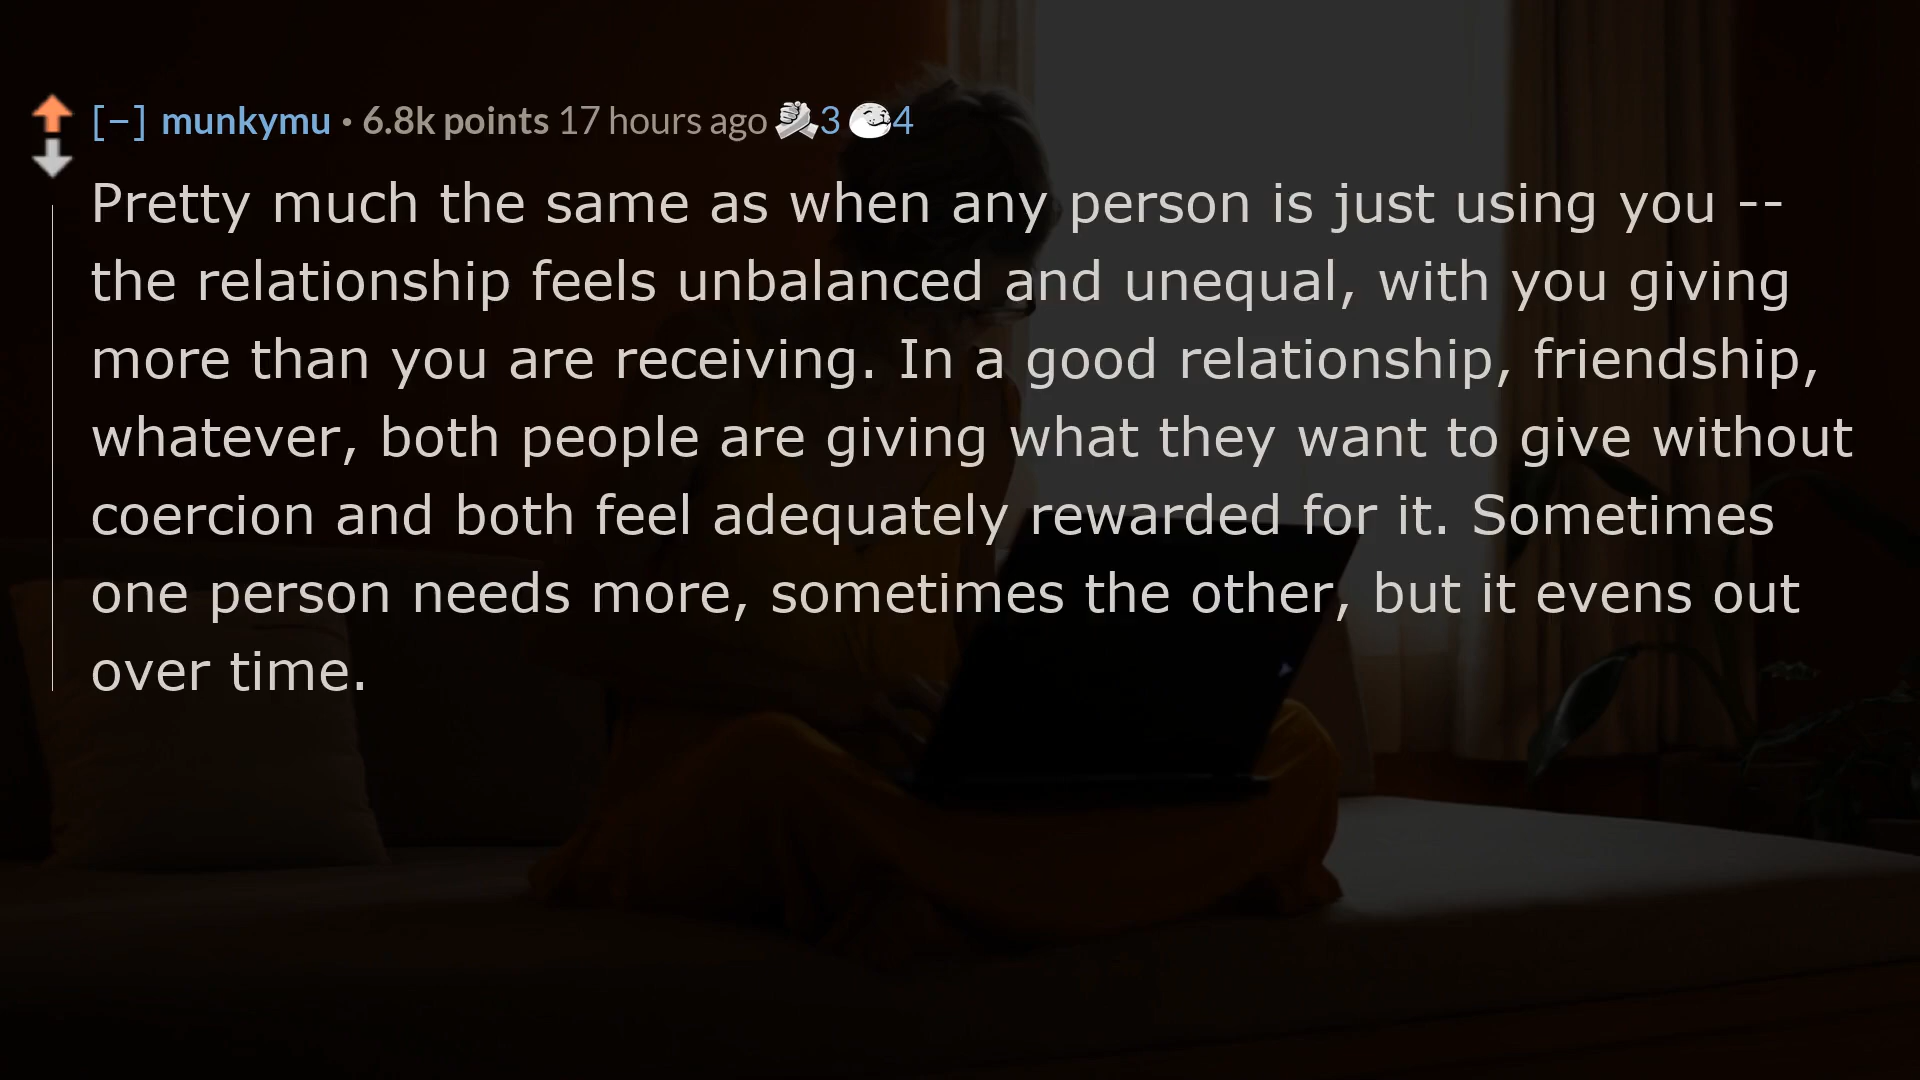 [−] munkymu • 6.8k points 17 hours ago 3 4
Pretty much the same as when any person is just using you --
the relationship feels unbalanced and unequal, with you giving
more than you are receiving. In a good relationship, friendship,
whatever, both people are giving what they want to give without
coercion and both feel adequately rewarded for it. Sometimes
one person needs more, sometimes the other, but it evens out
over time.